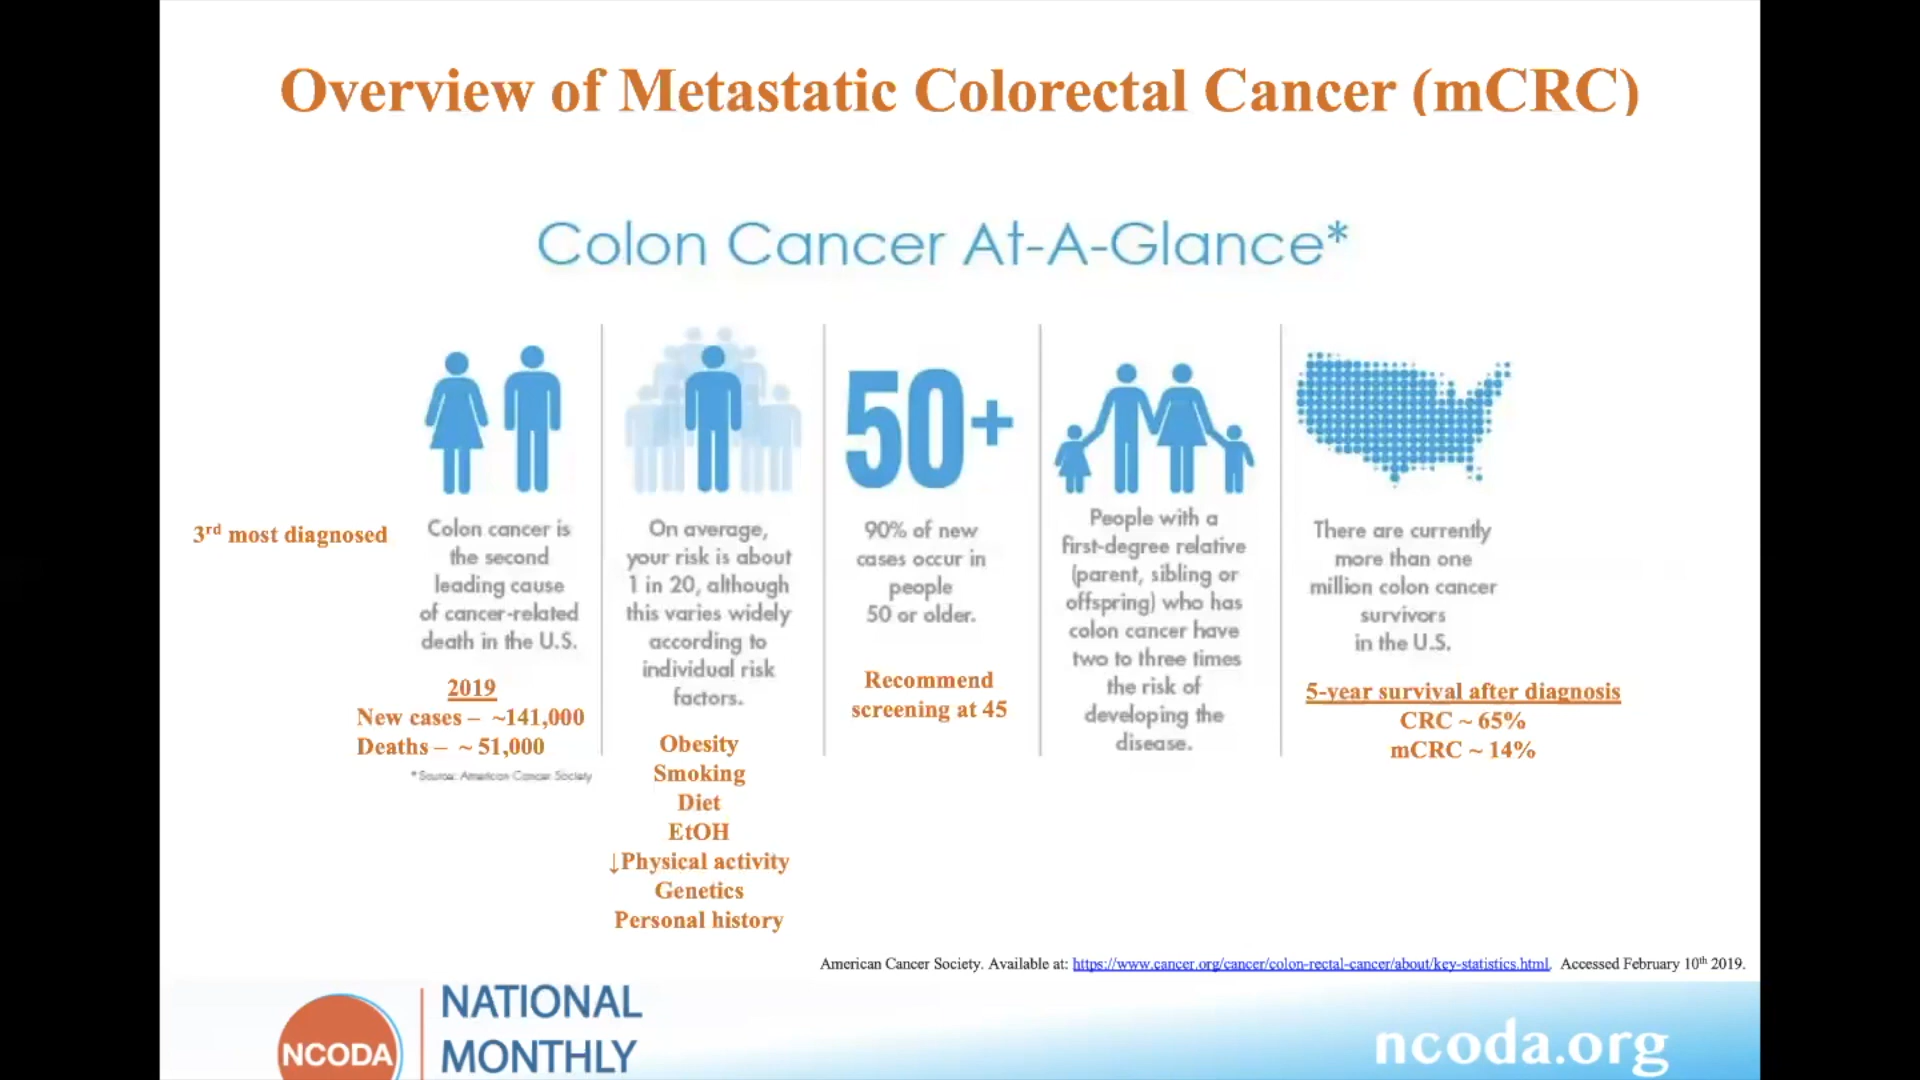 Overview of Metastatic Colorectal Cancer (mCRC)
Colon Cancer At-A-Glance*
3rd most diagnosed
Colon cancer is
the second
leading cause
of cancer-related
death in the U.S.
2019
New cases – ~141,000
Deaths – ~ 51,000
*Source: American Cancer Society
On average,
your risk is about
1 in 20, although
this varies widely
according to
individual risk
factors.
Obesity
Smoking
Diet
EtOH
↓Physical activity
Genetics
Personal history
50+
90% of new
cases occur in
people
50 or older.
Recommend
screening at 45
People with a
first-degree relative
(parent, sibling or
offspring) who has
colon cancer have
two to three times
the risk of
developing the
disease.
There are currently
more than one
million colon cancer
survivors
in the U.S.
5-year survival after diagnosis
CRC ~ 65%
mCRC ~ 14%
American Cancer Society. Available at: https://www.cancer.org/cancer/colon-rectal-cancer/about/key-statistics.html. Accessed February 10th 2019.
NCODA
NATIONAL
MONTHLY
ncoda.org